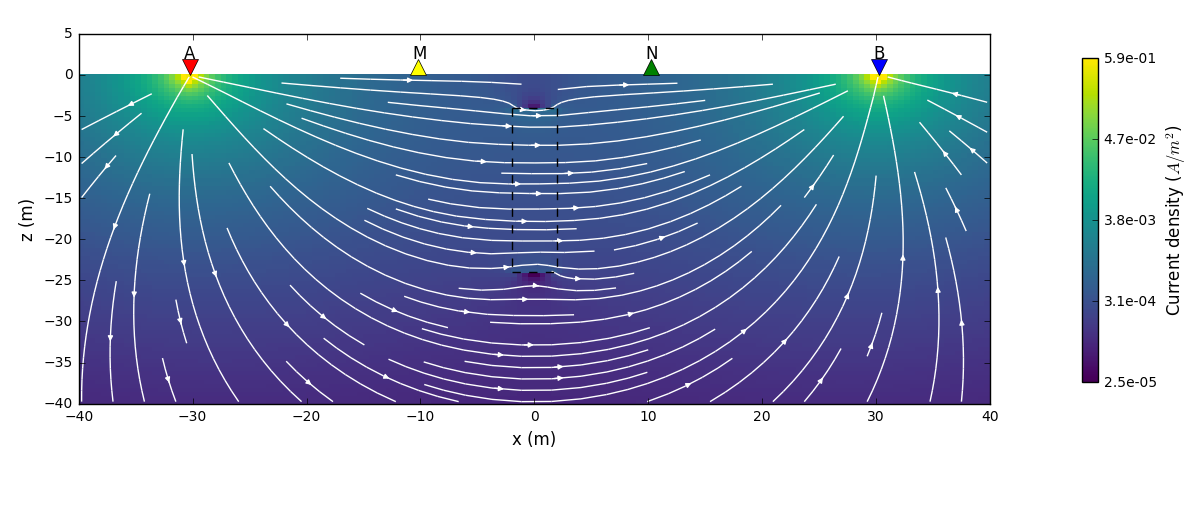 A M N B
5
0
−5
−10
−15
−20
−25
−30
−35
−40
z (m)
−40 −30 −20 −10 0 10 20 30 40
x (m)
5.9e-01
4.7e-02
3.8e-03
3.1e-04
2.5e-05
Current density (A/m²)